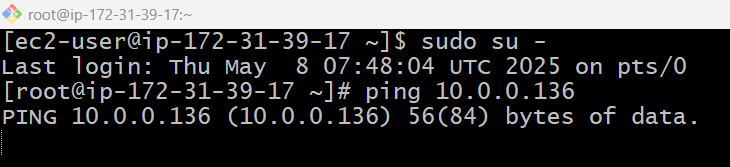 root@ip-172-31-39-17:~
[ec2-user@ip-172-31-39-17 ~]$ sudo su -
Last login: Thu May  8 07:48:04 UTC 2025 on pts/0
[root@ip-172-31-39-17 ~]# ping 10.0.0.136
PING 10.0.0.136 (10.0.0.136) 56(84) bytes of data.